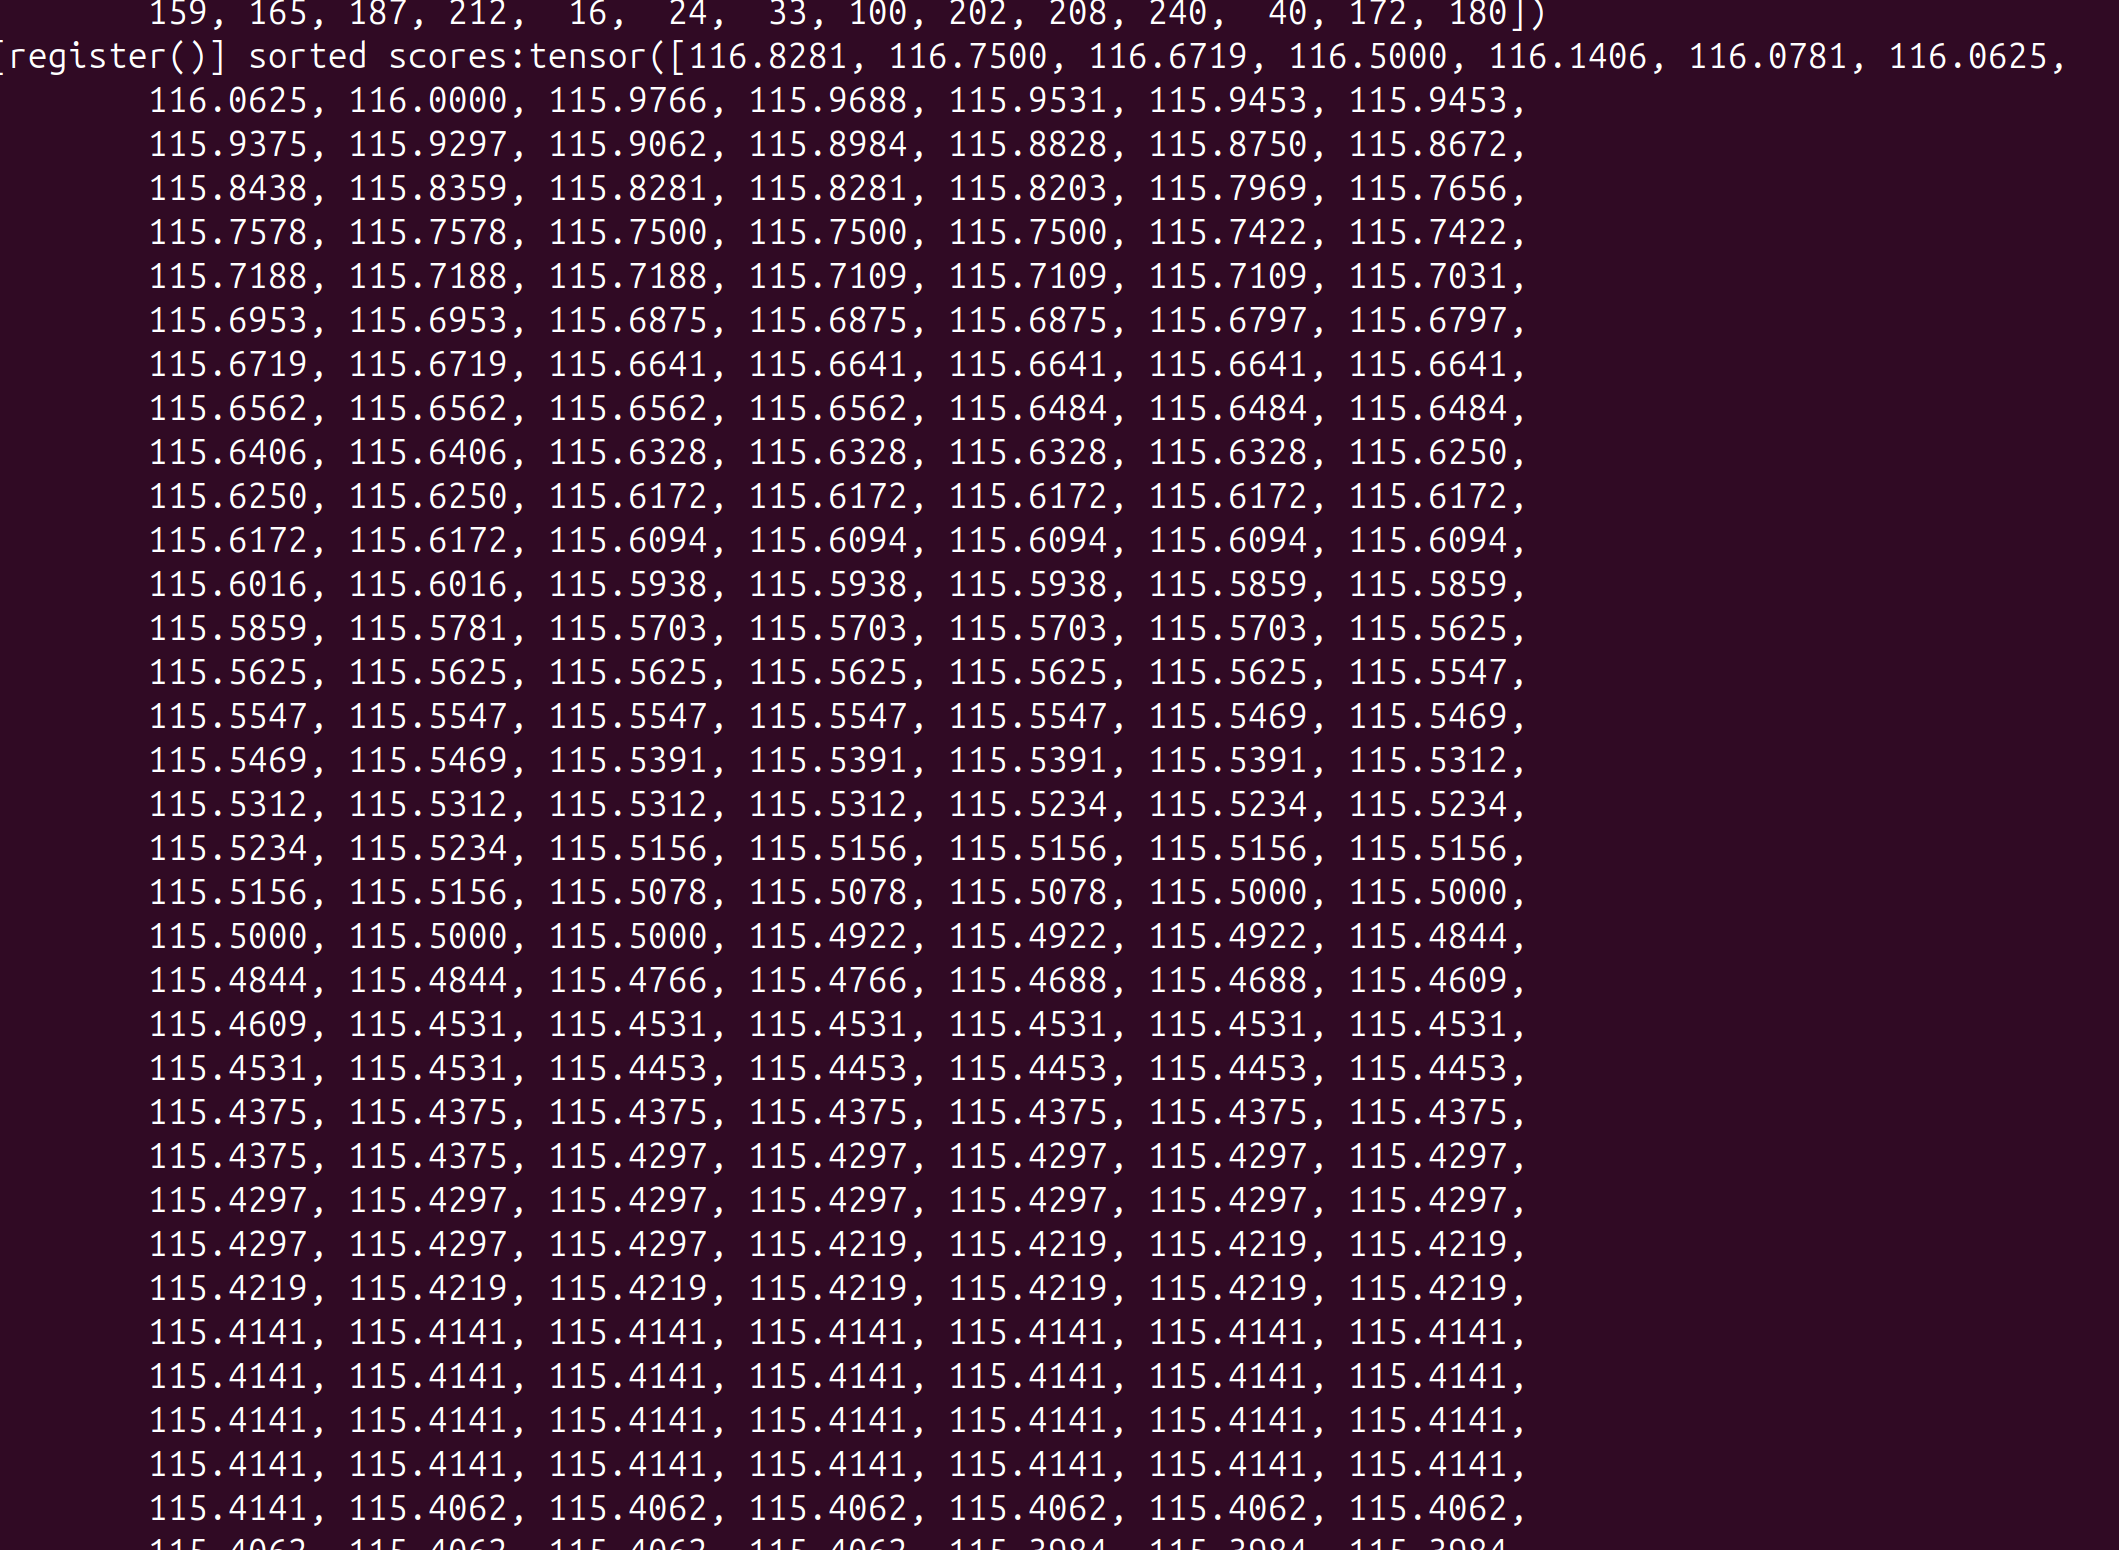 159, 165, 187, 212, 16, 24, 33, 100, 202, 208, 240, 40, 172, 180])
[register()] sorted scores:tensor([116.8281, 116.7500, 116.6719, 116.5000, 116.1406, 116.0781, 116.0625,
116.0625, 116.0000, 115.9766, 115.9688, 115.9531, 115.9453, 115.9453,
115.9375, 115.9297, 115.9062, 115.8984, 115.8828, 115.8750, 115.8672,
115.8438, 115.8359, 115.8281, 115.8281, 115.8203, 115.7969, 115.7656,
115.7578, 115.7578, 115.7500, 115.7500, 115.7500, 115.7422, 115.7422,
115.7188, 115.7188, 115.7188, 115.7109, 115.7109, 115.7109, 115.7031,
115.6953, 115.6953, 115.6875, 115.6875, 115.6875, 115.6797, 115.6797,
115.6719, 115.6719, 115.6641, 115.6641, 115.6641, 115.6641, 115.6641,
115.6562, 115.6562, 115.6562, 115.6562, 115.6484, 115.6484, 115.6484,
115.6406, 115.6406, 115.6328, 115.6328, 115.6328, 115.6328, 115.6250,
115.6250, 115.6250, 115.6172, 115.6172, 115.6172, 115.6172, 115.6172,
115.6172, 115.6172, 115.6094, 115.6094, 115.6094, 115.6094, 115.6094,
115.6016, 115.6016, 115.5938, 115.5938, 115.5938, 115.5859, 115.5859,
115.5859, 115.5781, 115.5703, 115.5703, 115.5703, 115.5703, 115.5625,
115.5625, 115.5625, 115.5625, 115.5625, 115.5625, 115.5625, 115.5547,
115.5547, 115.5547, 115.5547, 115.5547, 115.5547, 115.5469, 115.5469,
115.5469, 115.5469, 115.5391, 115.5391, 115.5391, 115.5391, 115.5312,
115.5312, 115.5312, 115.5312, 115.5312, 115.5234, 115.5234, 115.5234,
115.5234, 115.5234, 115.5156, 115.5156, 115.5156, 115.5156, 115.5156,
115.5156, 115.5156, 115.5078, 115.5078, 115.5078, 115.5000, 115.5000,
115.5000, 115.5000, 115.5000, 115.4922, 115.4922, 115.4922, 115.4844,
115.4844, 115.4844, 115.4766, 115.4766, 115.4688, 115.4688, 115.4609,
115.4609, 115.4531, 115.4531, 115.4531, 115.4531, 115.4531, 115.4531,
115.4531, 115.4531, 115.4453, 115.4453, 115.4453, 115.4453, 115.4453,
115.4375, 115.4375, 115.4375, 115.4375, 115.4375, 115.4375, 115.4375,
115.4375, 115.4375, 115.4297, 115.4297, 115.4297, 115.4297, 115.4297,
115.4297, 115.4297, 115.4297, 115.4297, 115.4297, 115.4297, 115.4297,
115.4297, 115.4297, 115.4297, 115.4219, 115.4219, 115.4219, 115.4219,
115.4219, 115.4219, 115.4219, 115.4219, 115.4219, 115.4219, 115.4219,
115.4141, 115.4141, 115.4141, 115.4141, 115.4141, 115.4141, 115.4141,
115.4141, 115.4141, 115.4141, 115.4141, 115.4141, 115.4141, 115.4141,
115.4141, 115.4141, 115.4141, 115.4141, 115.4141, 115.4141, 115.4141,
115.4141, 115.4141, 115.4141, 115.4141, 115.4141, 115.4141, 115.4141,
115.4141, 115.4062, 115.4062, 115.4062, 115.4062, 115.4062, 115.4062,